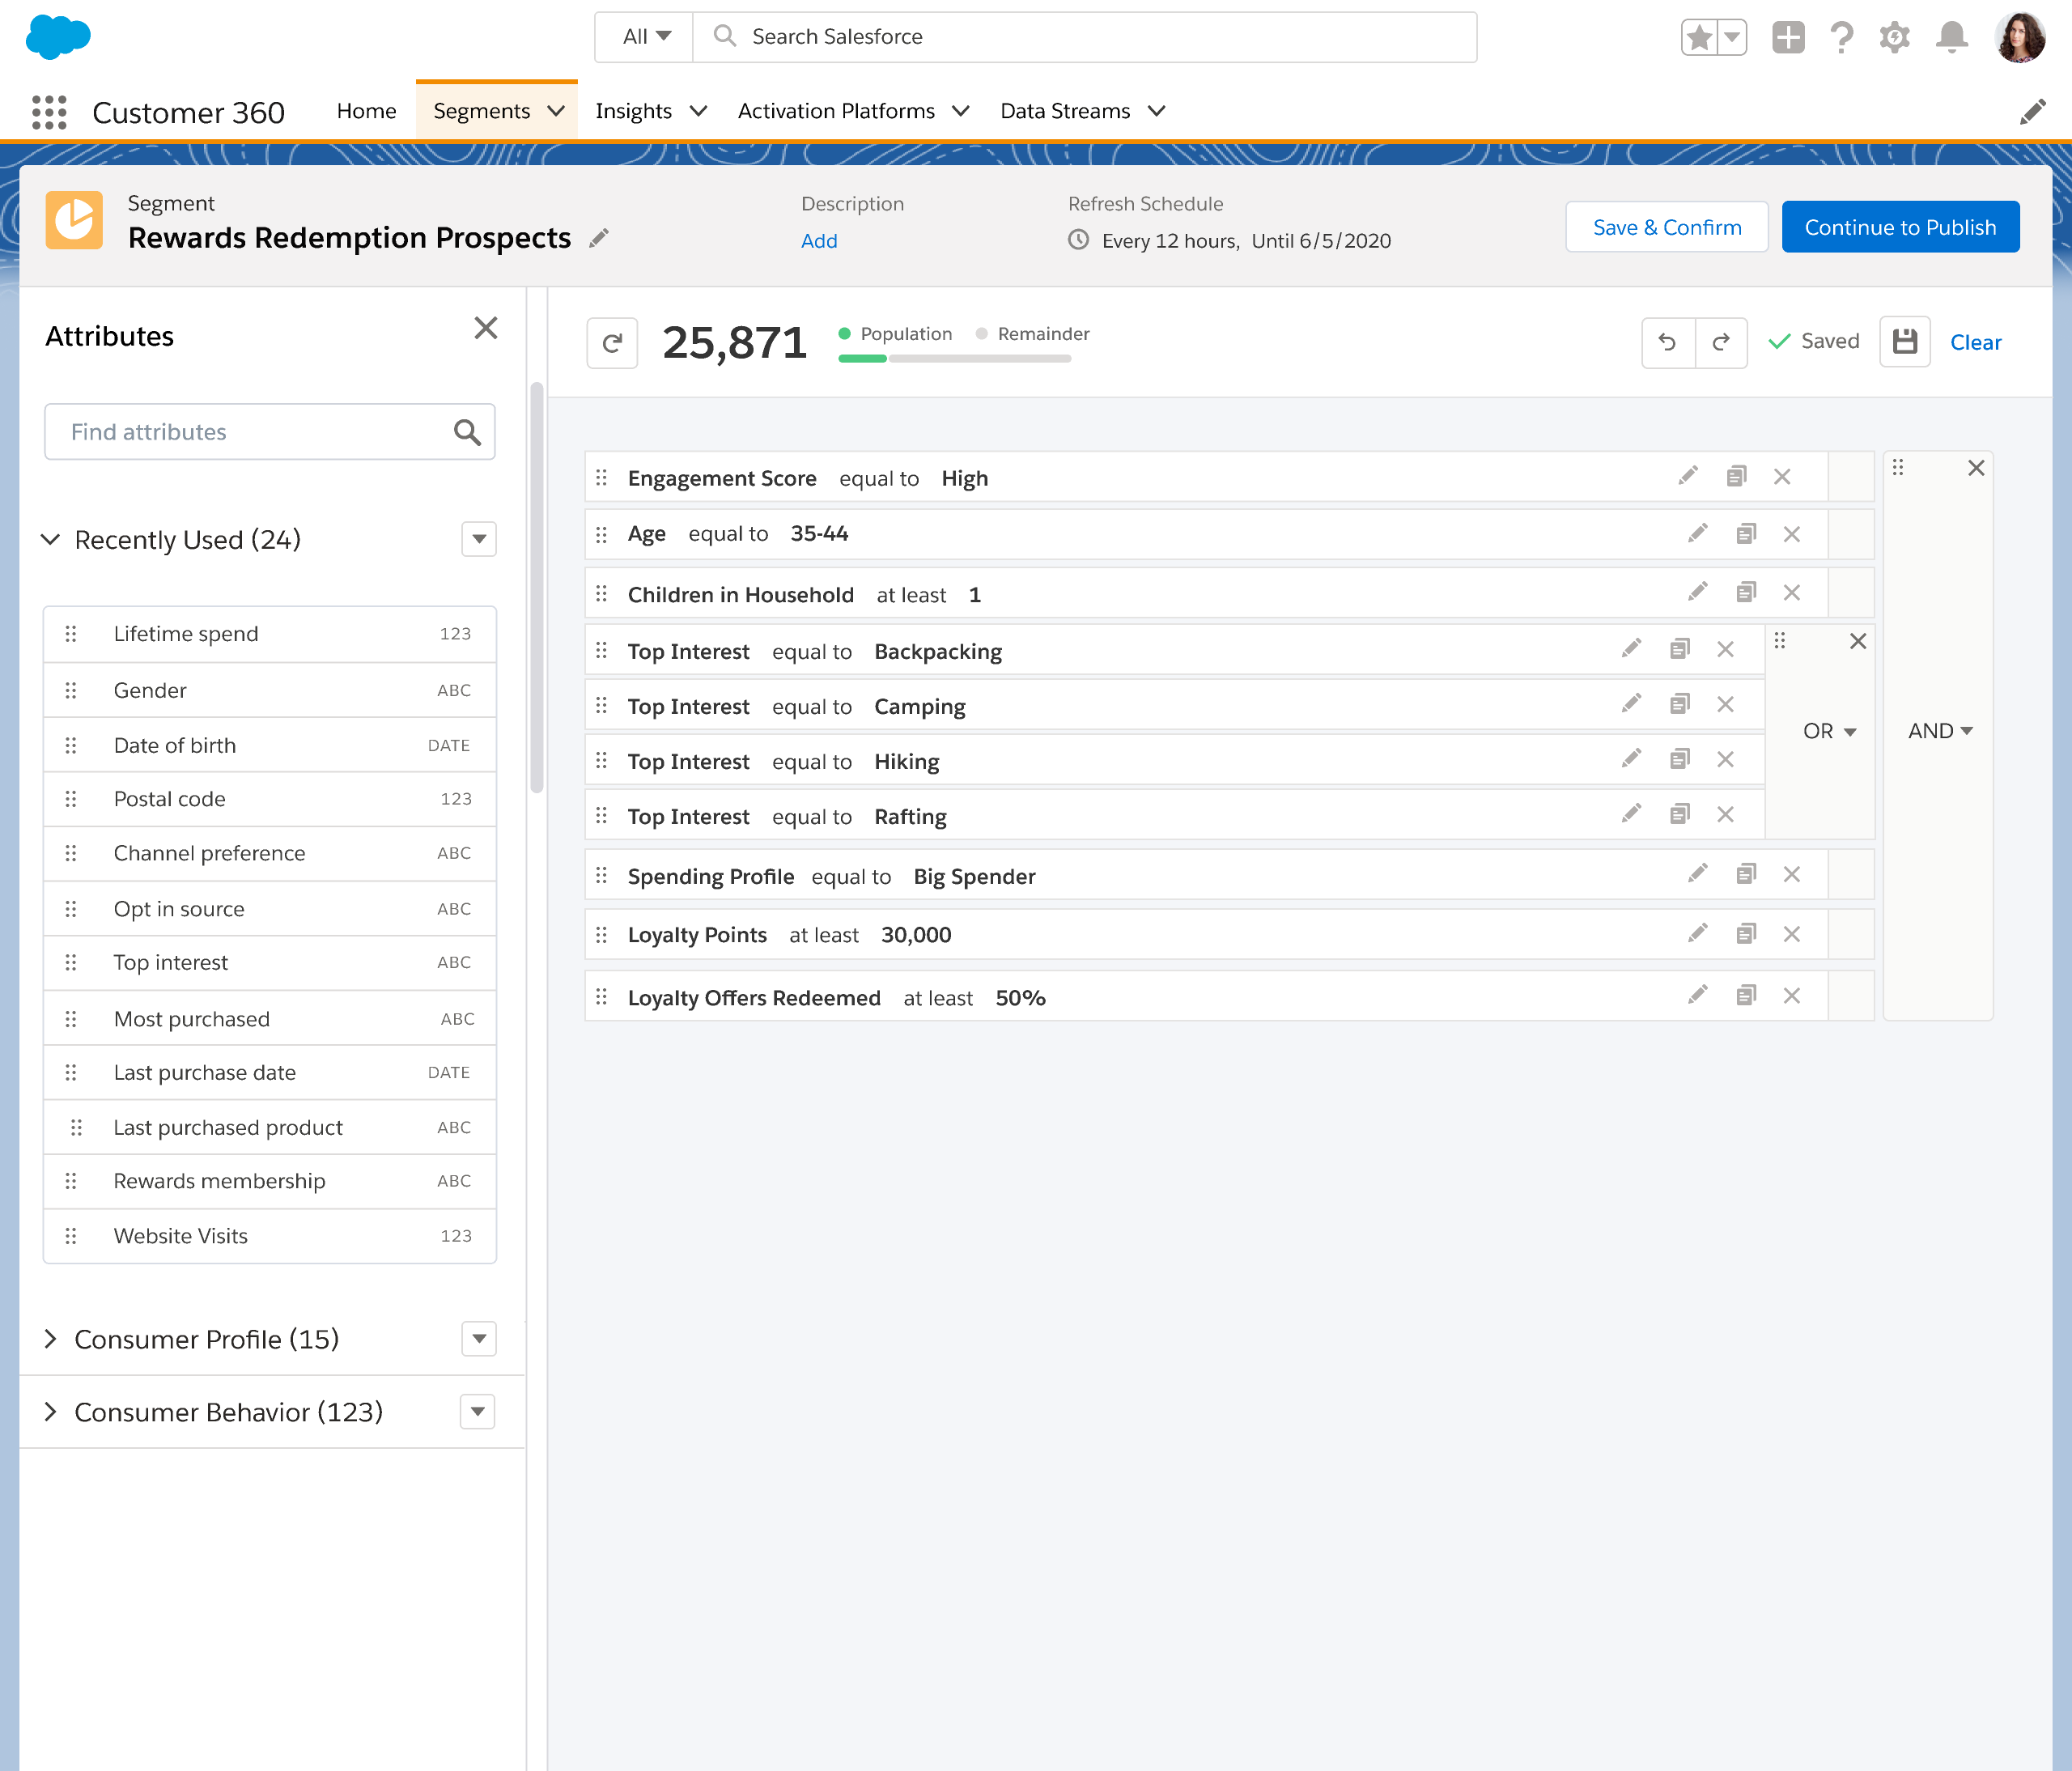 All
Search Salesforce
Customer 360
Home
Segments
Insights
Activation Platforms
Data Streams
Segment
Rewards Redemption Prospects
Description
Add
Refresh Schedule
Every 12 hours, Until 6/5/2020
Save & Confirm
Continue to Publish
Attributes
Find attributes
Recently Used (24)
Lifetime spend 123
Gender ABC
Date of birth DATE
Postal code 123
Channel preference ABC
Opt in source ABC
Top interest ABC
Most purchased ABC
Last purchase date DATE
Last purchased product ABC
Rewards membership ABC
Website Visits 123
Consumer Profile (15)
Consumer Behavior (123)
25,871
Population
Remainder
Saved
Clear
Engagement Score equal to High
Age equal to 35-44
Children in Household at least 1
Top Interest equal to Backpacking
Top Interest equal to Camping
Top Interest equal to Hiking
Top Interest equal to Rafting
OR
AND
Spending Profile equal to Big Spender
Loyalty Points at least 30,000
Loyalty Offers Redeemed at least 50%